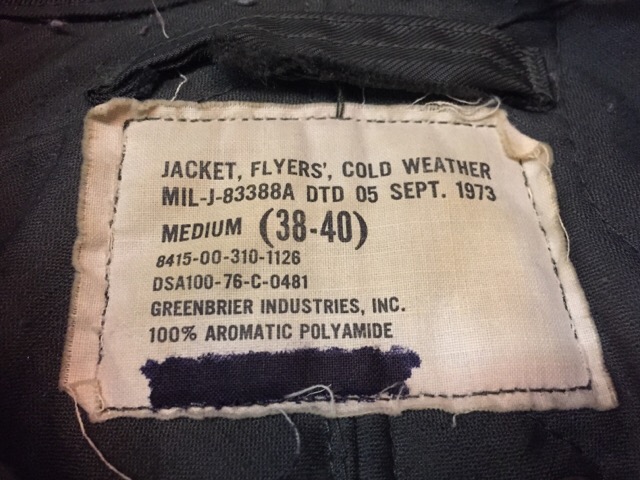 JACKET, FLYERS', COLD WEATHER
MIL-J-83388A DTD 05 SEPT. 1973
MEDIUM (38-40)
8415-00-310-1126
DSA100-76-C-0481
GREENBRIER INDUSTRIES, INC.
100% AROMATIC POLYAMIDE